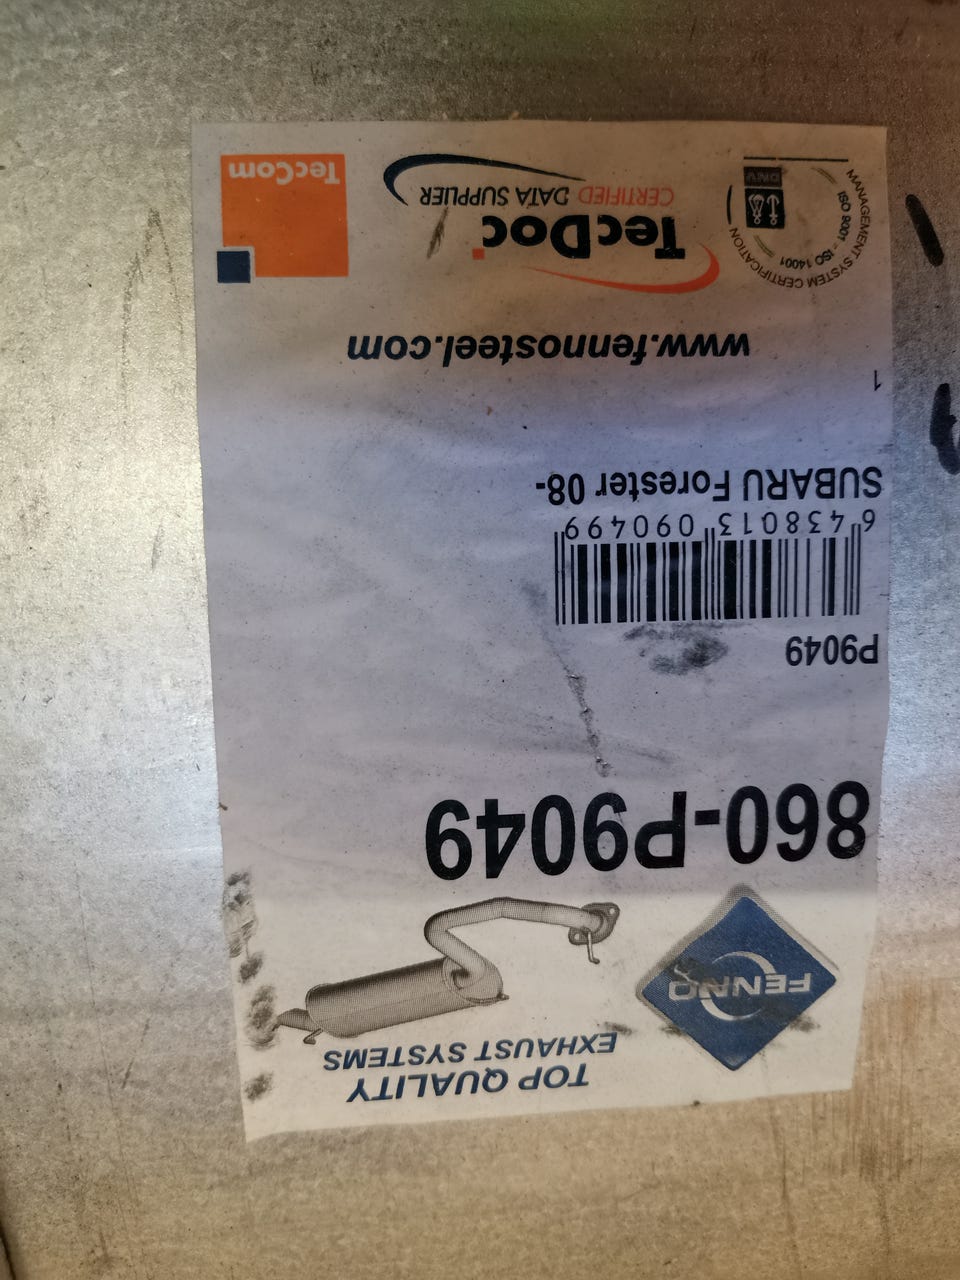 TOP QUALITY
EXHAUST SYSTEMS
FENNO
860-P9049
P9049
6 438013 090499
SUBARU Forester 08-
1
www.fennosteel.com
MANAGEMENT SYSTEM CERTIFICATION
ISO 9001 = ISO 14001
DNV
TecDoc
CERTIFIED DATA SUPPLIER
TecCom